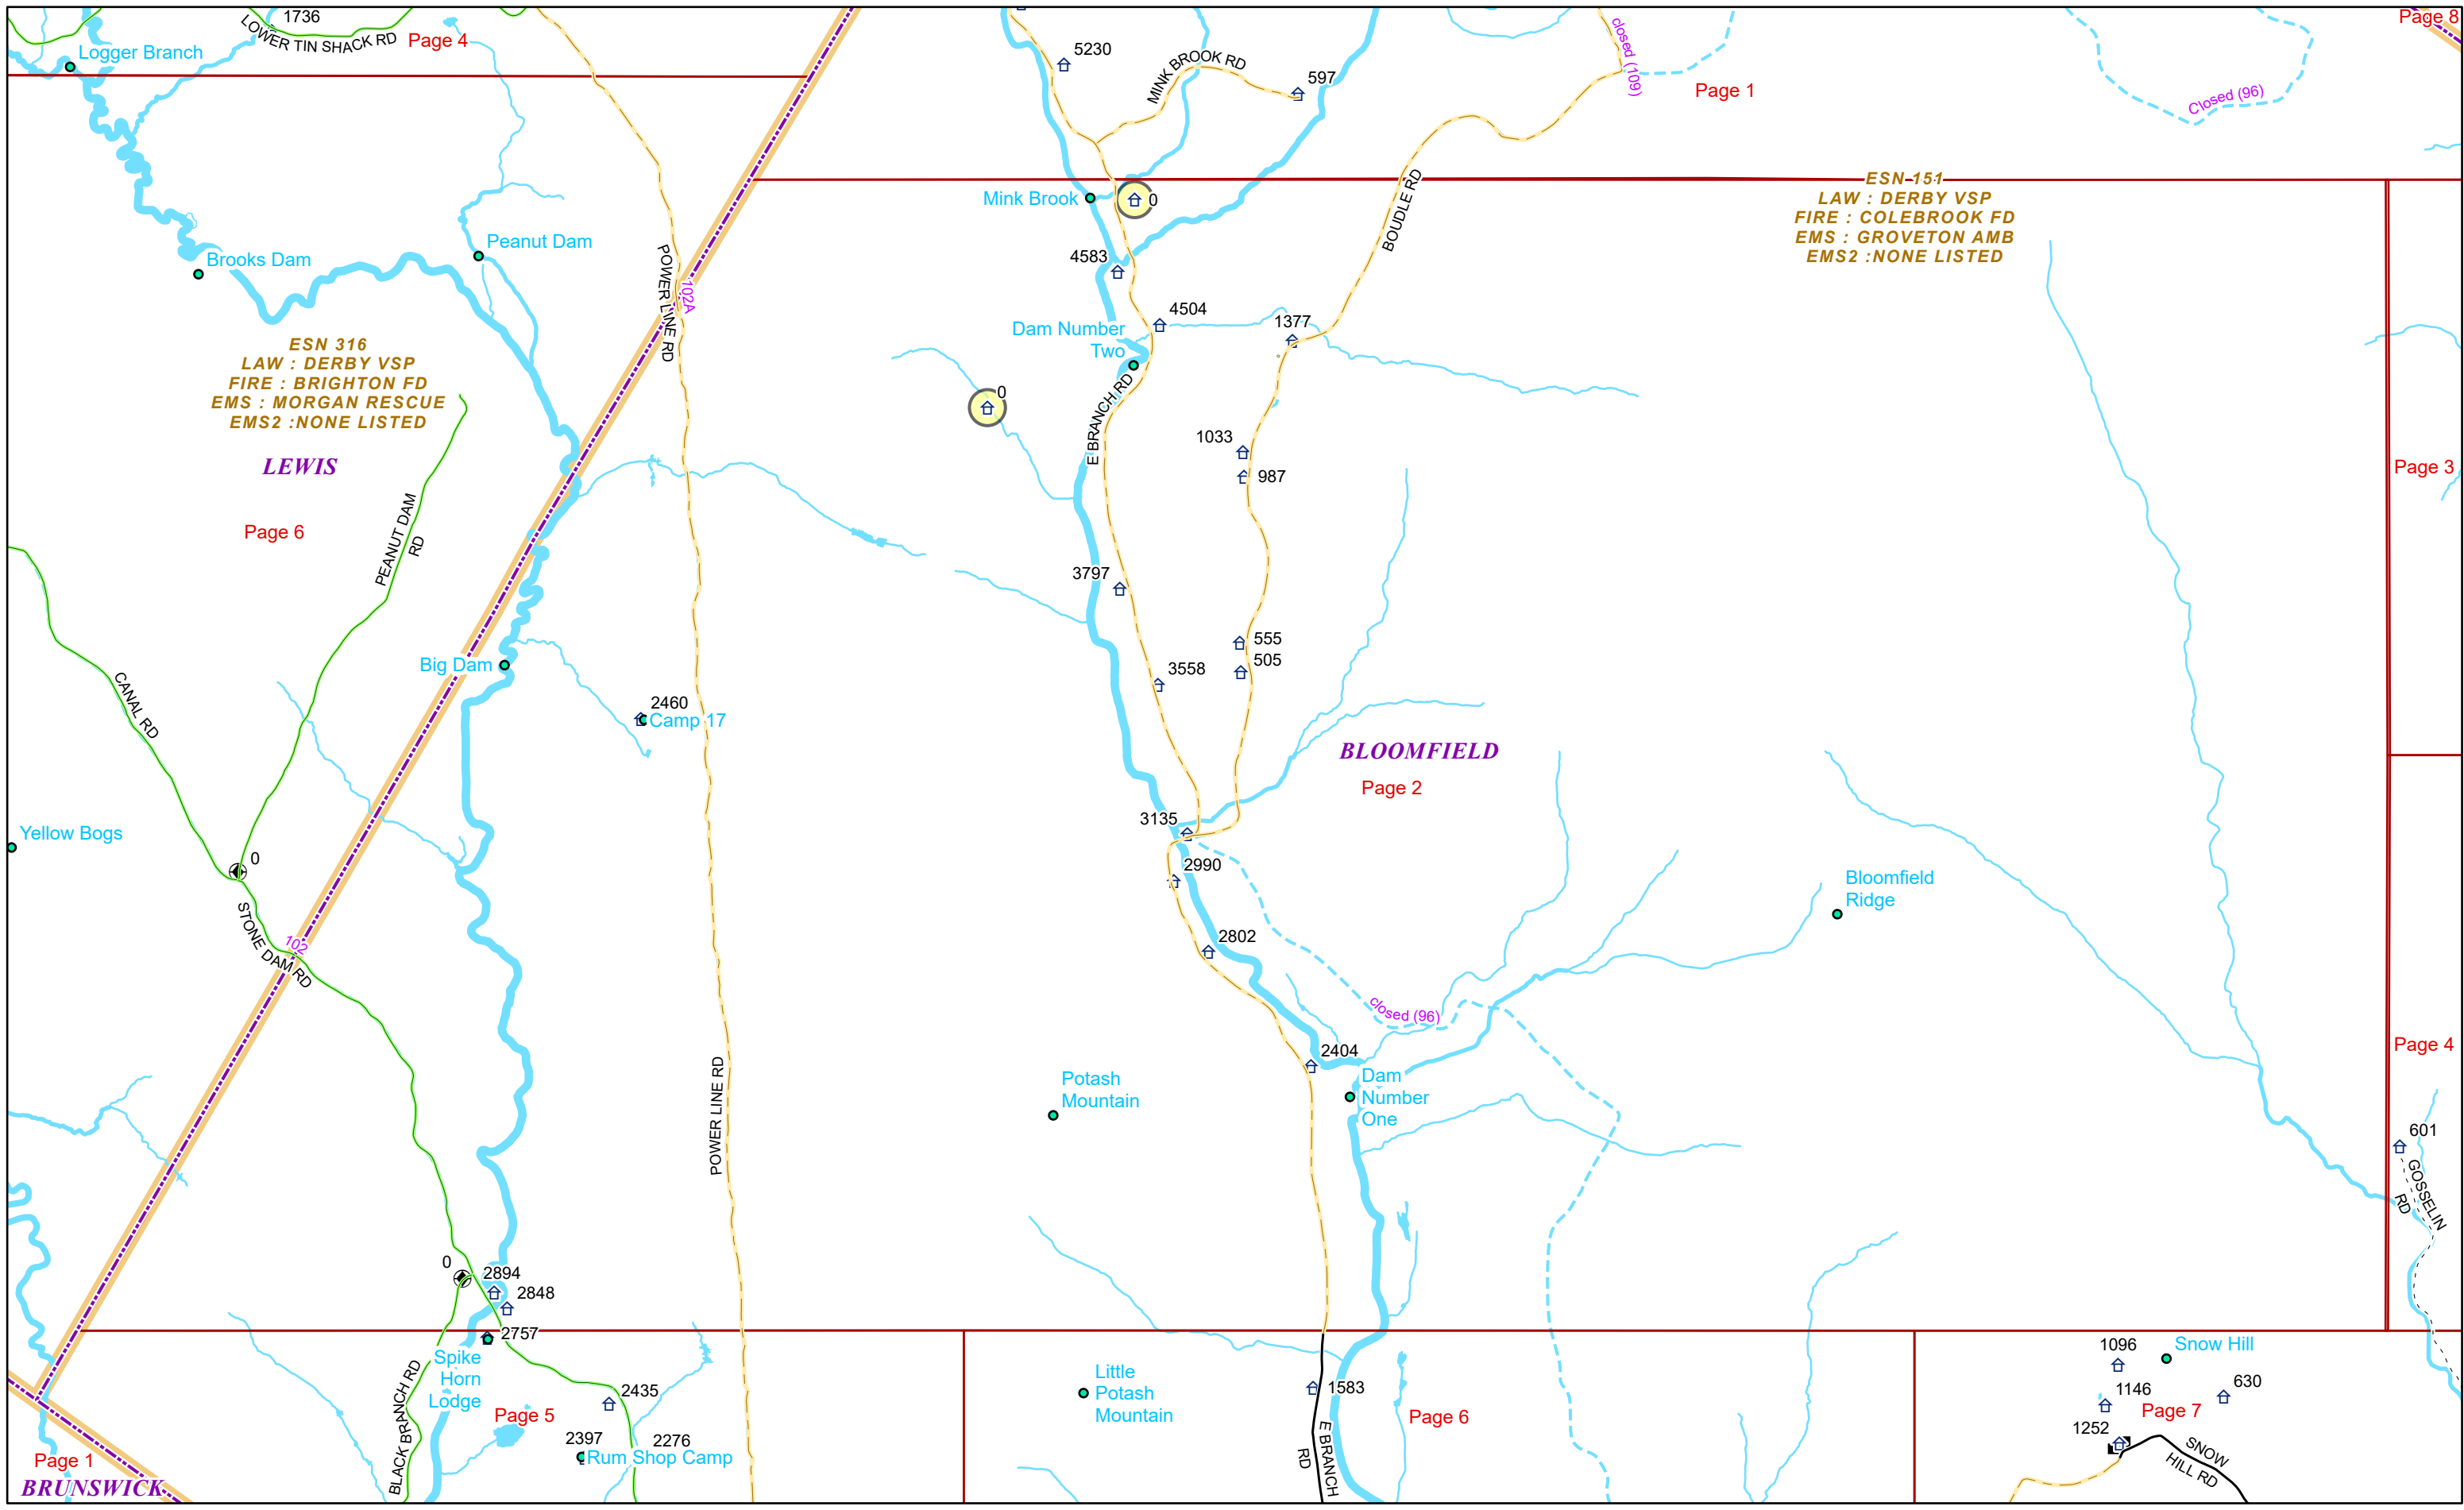 1736
LOWER TIN SHACK RD
Page 4
Logger Branch
5230
MINK BROOK RD
597
closed (109)
Page 1
Closed (96)
Page 8
Mink Brook
0
ESN 151
LAW : DERBY VSP
FIRE : COLEBROOK FD
EMS : GROVETON AMB
EMS2 :NONE LISTED
BOUDLE RD
Brooks Dam
Peanut Dam
POWER LINE RD
102A
4583
4504
1377
Dam Number
Two
ESN 316
LAW : DERBY VSP
FIRE : BRIGHTON FD
EMS : MORGAN RESCUE
EMS2 :NONE LISTED
0
E BRANCH RD
1033
987
LEWIS
Page 3
Page 6
PEANUT DAM
RD
3797
555
505
3558
Big Dam
CANAL RD
2460
Camp 17
BLOOMFIELD
Page 2
3135
Yellow Bogs
0
2990
Bloomfield
Ridge
STONE DAM RD
102
2802
closed (96)
2404
Page 4
Potash
Mountain
Dam
Number
One
POWER LINE RD
601
GOSSELIN
RD
0
2894
2848
2757
Spike
Horn
Lodge
BLACK BRANCH RD
Page 5
2435
2397
2276
Rum Shop Camp
Little
Potash
Mountain
1583
E BRANCH
RD
Page 6
1096
Snow Hill
1146
630
Page 7
1252
SNOW
HILL RD
Page 1
BRUNSWICK